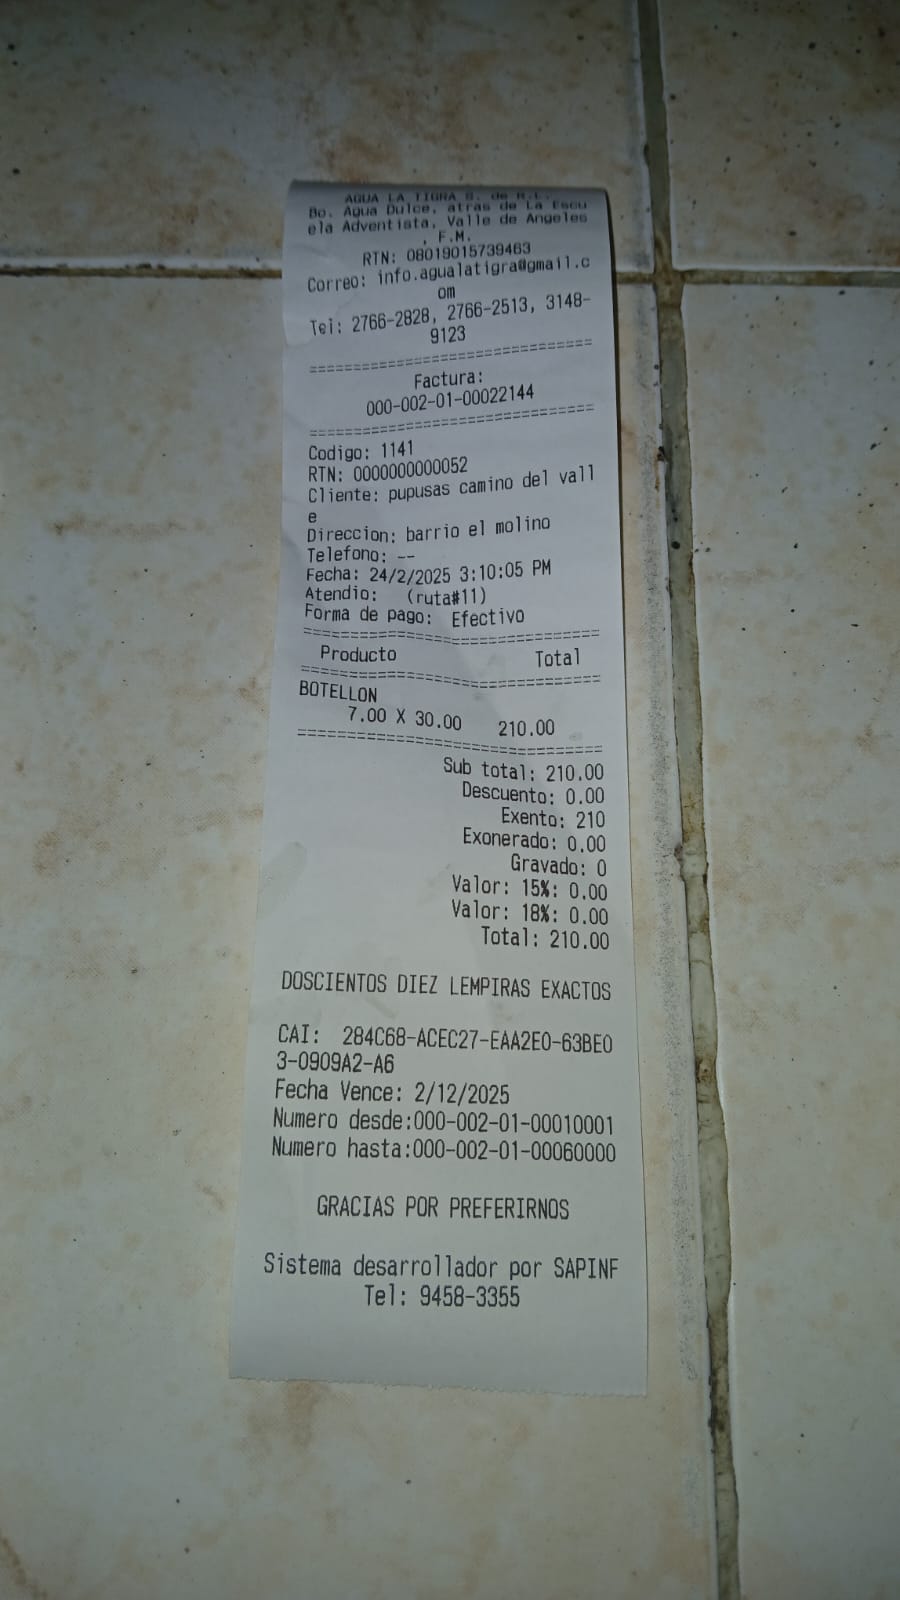 AGUA LA TIGRA S. de R.L.
Bo. Agua Dulce, atras de La Escu
ela Adventista, Valle de Angeles
, F.M.
RTN: 08019015739463
Correo: info.agualatigra@gmail.c
om
Tel: 2766-2828, 2766-2513, 3148-
9123
================================
Factura:
000-002-01-00022144
================================
Codigo: 1141
RTN: 0000000000052
Cliente: pupusas camino del vall
e
Direccion: barrio el molino
Telefono: --
Fecha: 24/2/2025 3:10:05 PM
Atendio: (ruta#11)
Forma de pago: Efectivo
================================
Producto Total
================================
BOTELLON
7.00 X 30.00 210.00
================================
Sub total: 210.00
Descuento: 0.00
Exento: 210
Exonerado: 0.00
Gravado: 0
Valor: 15%: 0.00
Valor: 18%: 0.00
Total: 210.00
DOSCIENTOS DIEZ LEMPIRAS EXACTOS
CAI: 284C68-ACEC27-EAA2E0-63BE0
3-0909A2-A6
Fecha Vence: 2/12/2025
Numero desde:000-002-01-00010001
Numero hasta:000-002-01-00060000
GRACIAS POR PREFERIRNOS
Sistema desarrollador por SAPINF
Tel: 9458-3355